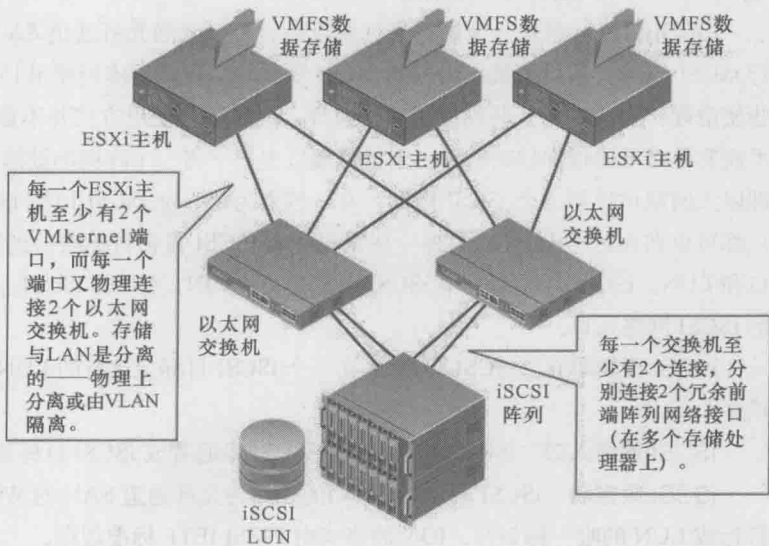 VMFS数
据存储
VMFS数
据存储
VMFS数
据存储
ESXi主机
ESXi主机
ESXi主机
每一个ESXi主
机至少有2个
VMkernel端
口，而每一个
端口又物理连
接2个以太网
交换机。存储
与LAN是分离
的——物理上
分离或由VLAN
隔离。
以太网
交换机
以太网
交换机
每一个交换机至
少有2个连接，分
别连接2个冗余前
端阵列网络接口
（在多个存储处
理器上）。
iSCSI
阵列
iSCSI
LUN